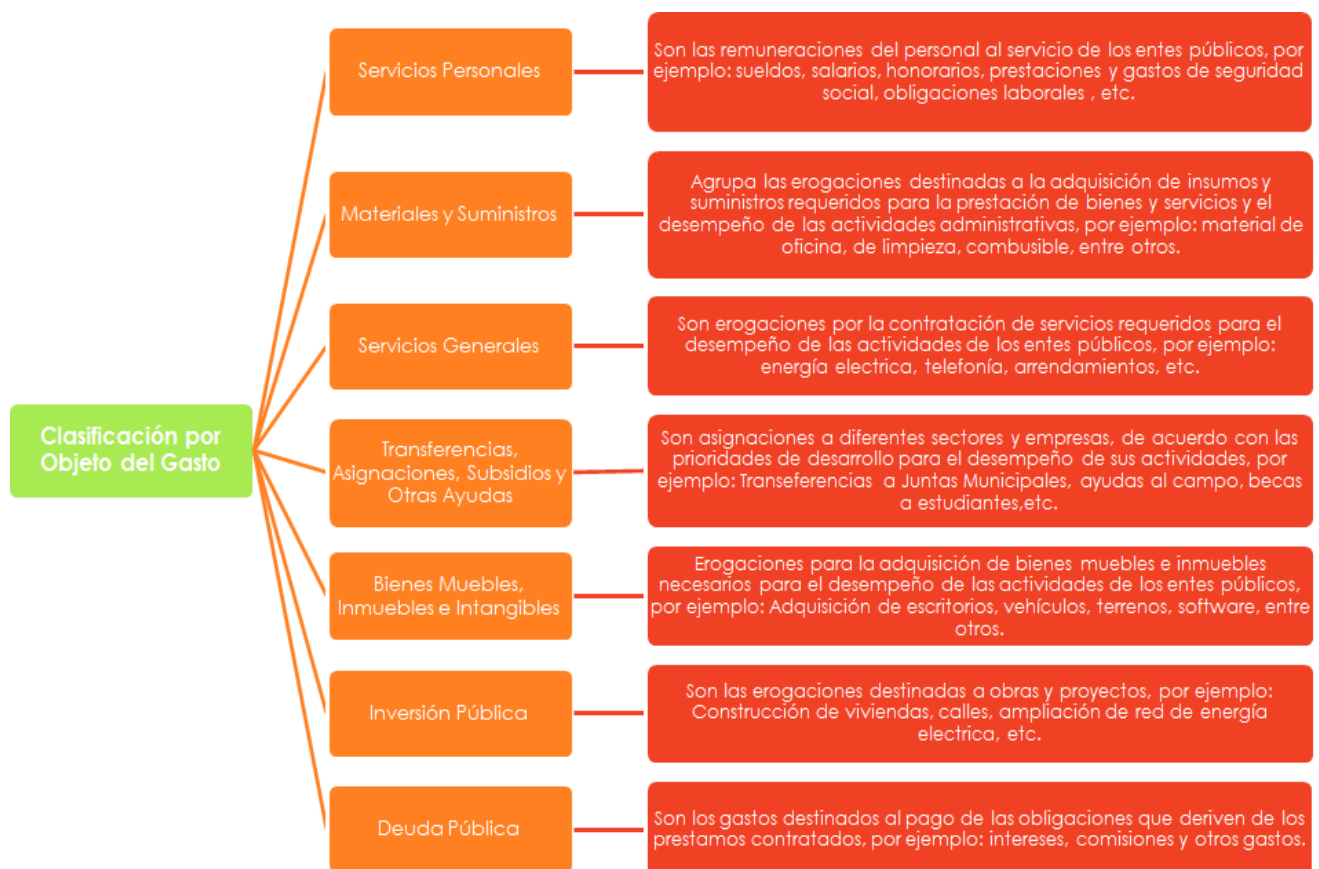 Clasificación por
Objeto del Gasto
Servicios Personales
Son las remuneraciones del personal al servicio de los entes públicos, por
ejemplo: sueldos, salarios, honorarios, prestaciones y gastos de seguridad
social, obligaciones laborales , etc.
Materiales y Suministros
Agrupa las erogaciones destinadas a la adquisición de insumos y
suministros requeridos para la prestación de bienes y servicios y el
desempeño de las actividades administrativas, por ejemplo: material de
oficina, de limpieza, combusible, entre otros.
Servicios Generales
Son erogaciones por la contratación de servicios requeridos para el
desempeño de las actividades de los entes públicos, por ejemplo:
energía electrica, telefonía, arrendamientos, etc.
Transferencias,
Asignaciones, Subsidios y
Otras Ayudas
Son asignaciones a diferentes sectores y empresas, de acuerdo con las
prioridades de desarrollo para el desempeño de sus actividades, por
ejemplo: Transeferencias a Juntas Municipales, ayudas al campo, becas
a estudiantes,etc.
Bienes Muebles,
Inmuebles e Intangibles
Erogaciones para la adquisición de bienes muebles e inmuebles
necesarios para el desempeño de las actividades de los entes públicos,
por ejemplo: Adquisición de escritorios, vehículos, terrenos, software, entre
otros.
Inversión Pública
Son las erogaciones destinadas a obras y proyectos, por ejemplo:
Construcción de viviendas, calles, ampliación de red de energía
electrica, etc.
Deuda Pública
Son los gastos destinados al pago de las obligaciones que deriven de los
prestamos contratados, por ejemplo: intereses, comisiones y otros gastos.